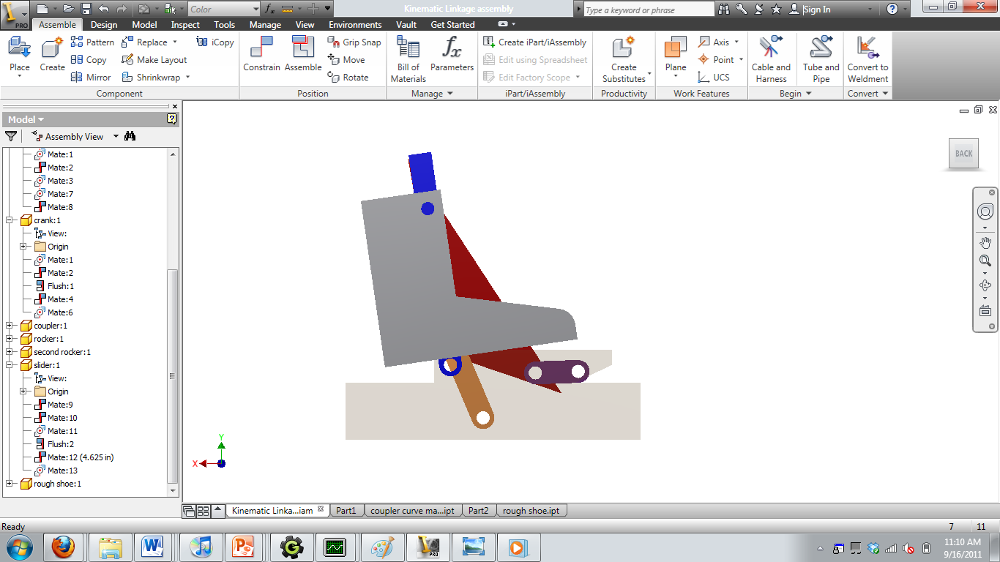 Color
Kinematic Linkage assembly
Type a keyword or phrase
Sign In
PRO
Assemble Design Model Inspect Tools Manage View Environments Vault Get Started
Place
Create
Pattern
Copy
Mirror
Replace
Make Layout
Shrinkwrap
iCopy
Component
Constrain
Assemble
Grip Snap
Move
Rotate
Position
Bill of
Materials
Parameters
Manage
Create iPart/iAssembly
Edit using Spreadsheet
Edit Factory Scope
iPart/iAssembly
Create
Substitutes
Productivity
Plane
Axis
Point
UCS
Work Features
Cable and
Harness
Tube and
Pipe
Begin
Convert to
Weldment
Convert
Model
Assembly View
Mate:1
Mate:2
Mate:3
Mate:7
Mate:8
crank:1
View:
Origin
Mate:1
Mate:2
Flush:1
Mate:4
Mate:6
coupler:1
rocker:1
second rocker:1
slider:1
View:
Origin
Mate:9
Mate:10
Mate:11
Flush:2
Mate:12 (4.625 in)
Mate:13
rough shoe:1
BACK
Y
X
Kinematic Linka...iam Part1 coupler curve ma...ipt Part2 rough shoe.ipt
Ready
7 11
PRO
11:10 AM
9/16/2011